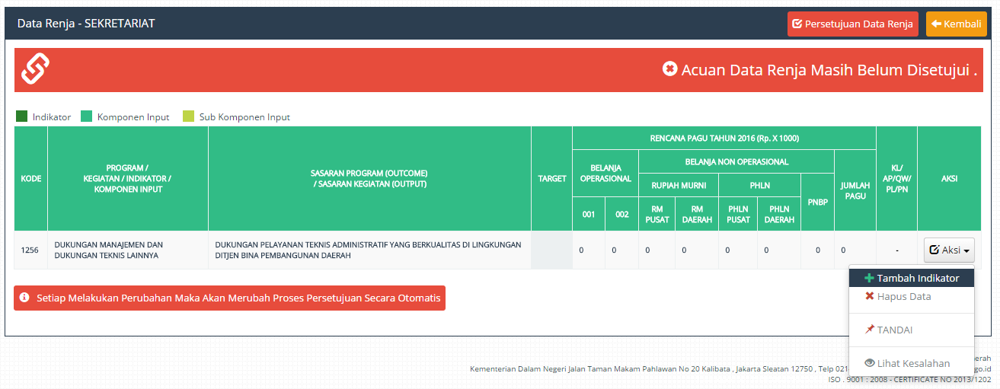 Data Renja - SEKRETARIAT
Persetujuan Data Renja
Kembali
Acuan Data Renja Masih Belum Disetujui .
Indikator
Komponen Input
Sub Komponen Input
KODE
PROGRAM /
KEGIATAN / INDIKATOR /
KOMPONEN INPUT
SASARAN PROGRAM (OUTCOME)
/ SASARAN KEGIATAN (OUTPUT)
TARGET
RENCANA PAGU TAHUN 2016 (Rp. X 1000)
BELANJA
OPERASIONAL
BELANJA NON OPERASIONAL
RUPIAH MURNI
PHLN
PNBP
JUMLAH
PAGU
001
002
RM
PUSAT
RM
DAERAH
PHLN
PUSAT
PHLN
DAERAH
KL/
AP/QW/
PL/PN
AKSI
1256
DUKUNGAN MANAJEMEN DAN
DUKUNGAN TEKNIS LAINNYA
DUKUNGAN PELAYANAN TEKNIS ADMINISTRATIF YANG BERKUALITAS DI LINGKUNGAN
DITJEN BINA PEMBANGUNAN DAERAH
0
0
0
0
0
0
0
0
-
Aksi
Tambah Indikator
Hapus Data
TANDAI
Lihat Kesalahan
Setiap Melakukan Perubahan Maka Akan Merubah Proses Persetujuan Secara Otomatis
erah
Kementerian Dalam Negeri Jalan Taman Makam Pahlawan No 20 Kalibata , Jakarta Sleatan 12750 , Telp 021 go.id
ISO : 9001 : 2008 - CERTIFICATE NO 2013/1202